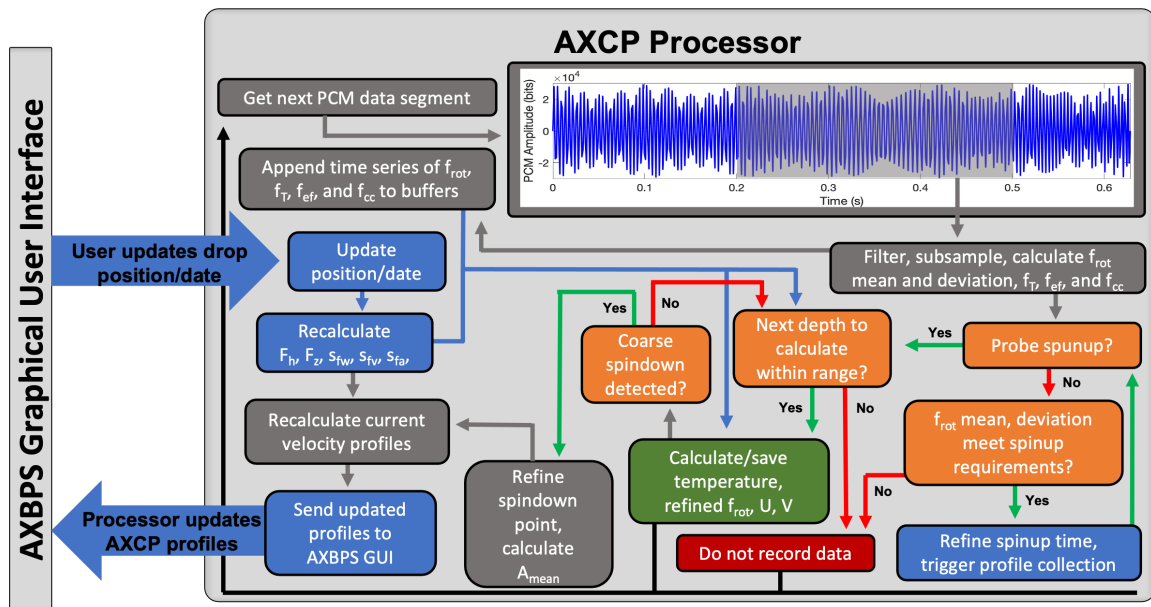 AXBPS Graphical User Interface
AXCP Processor
Get next PCM data segment
Append time series of f_rot,
f_T, f_ef, and f_cc to buffers
×10^4
PCM Amplitude (bits)
2
0
-2
0
0.1
0.2
0.3
0.4
0.5
0.6
Time (s)
User updates drop
position/date
Update
position/date
Filter, subsample, calculate f_rot
mean and deviation, f_T, f_ef, and f_cc
Recalculate
F_h, F_z, s_fw, s_fv, s_fa,
Yes
No
Coarse
spindown
detected?
Next depth to
calculate
within range?
Yes
Probe spunup?
No
Recalculate current
velocity profiles
Yes
No
f_rot mean, deviation
meet spinup
requirements?
Refine
spindown
point,
calculate
A_mean
Calculate/save
temperature,
refined f_rot, U, V
No
Yes
Processor updates
AXCP profiles
Send updated
profiles to
AXBPS GUI
Do not record data
Refine spinup time,
trigger profile collection